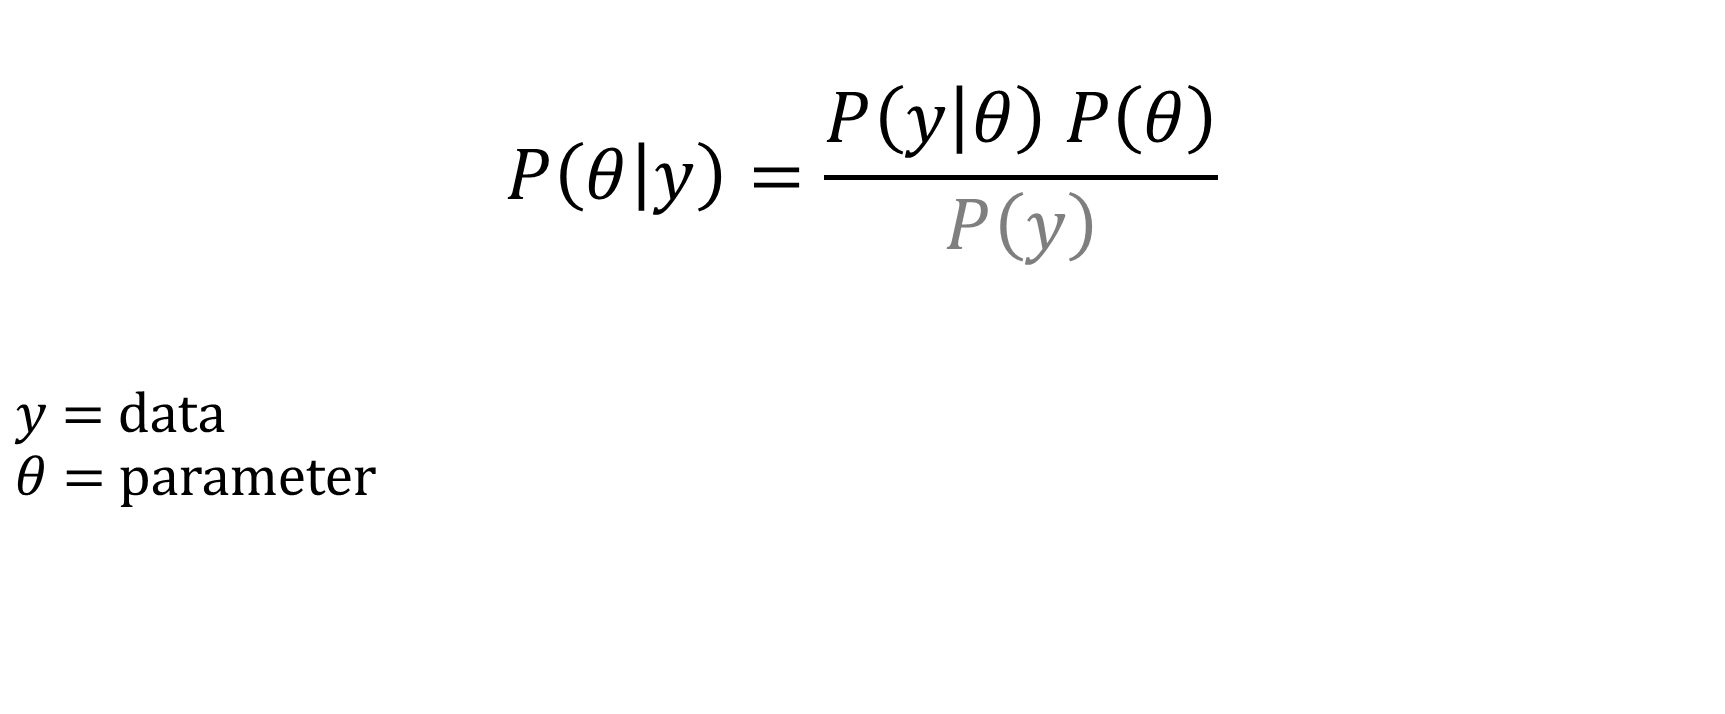 P(θ|y) = P(y|θ) P(θ) / P(y)
y = data
θ = parameter